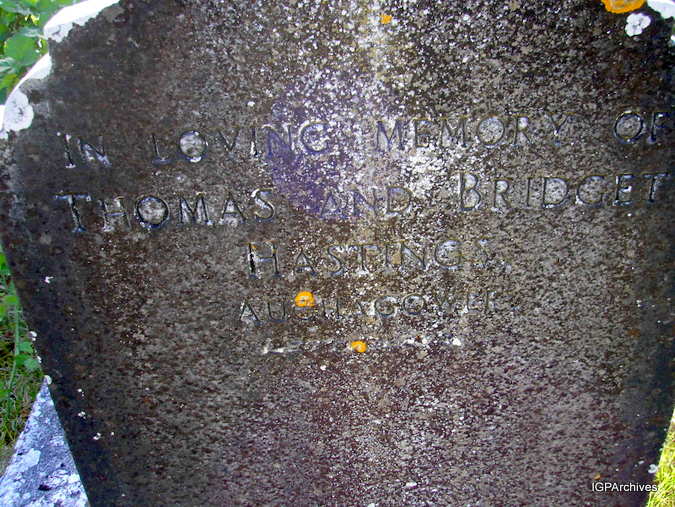 IN LOVING MEMORY OF
THOMAS AND BRIDGET
HASTINGS,
IGPArchives